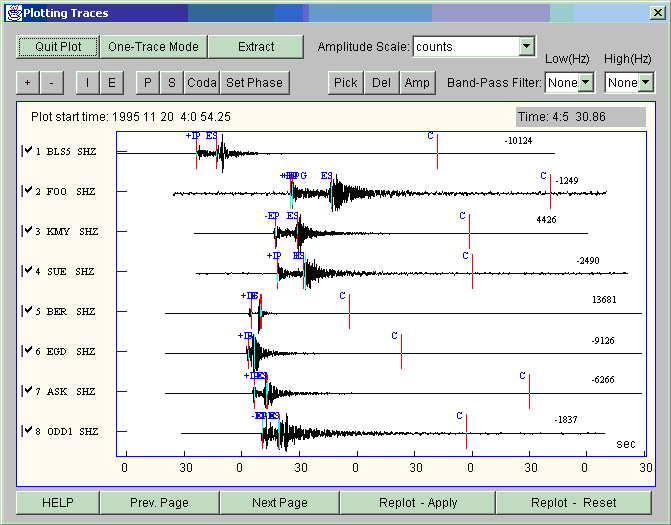 Plotting Traces
Quit Plot One-Trace Mode Extract Amplitude Scale: counts
Low(Hz) High(Hz)
+ - I E P S Coda Set Phase Pick Del Amp Band-Pass Filter: None None
Plot start time: 1995 11 20 4:0 54.25 Time: 4:5 30.86
+IP ES C -10124
1 BLS5 SHZ
ES C -1249
2 FOO SHZ
-EP ES C 4426
3 KMY SHZ
+IP C -2490
4 SUE SHZ
C 13681
5 BER SHZ
C -9126
6 EGD SHZ
ES C -6266
7 ASK SHZ
C -1837
8 ODD1 SHZ
sec
0 30 0 30 0 30 0 30 0 30
HELP Prev. Page Next Page Replot - Apply Replot - Reset